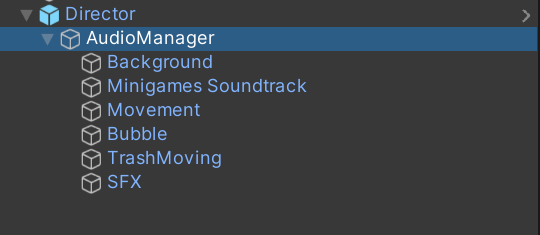 Director
AudioManager
Background
Minigames Soundtrack
Movement
Bubble
TrashMoving
SFX